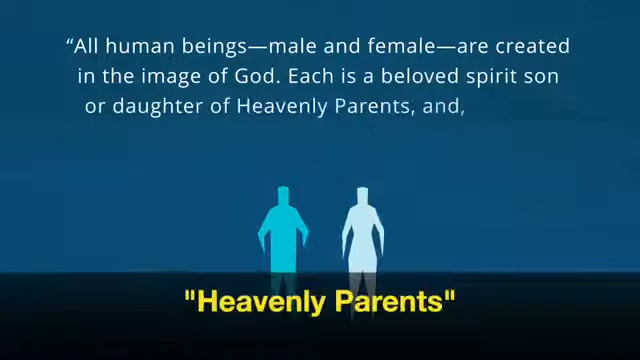 “All human beings—male and female—are created
in the image of God. Each is a beloved spirit son
or daughter of Heavenly Parents, and,
"Heavenly Parents"